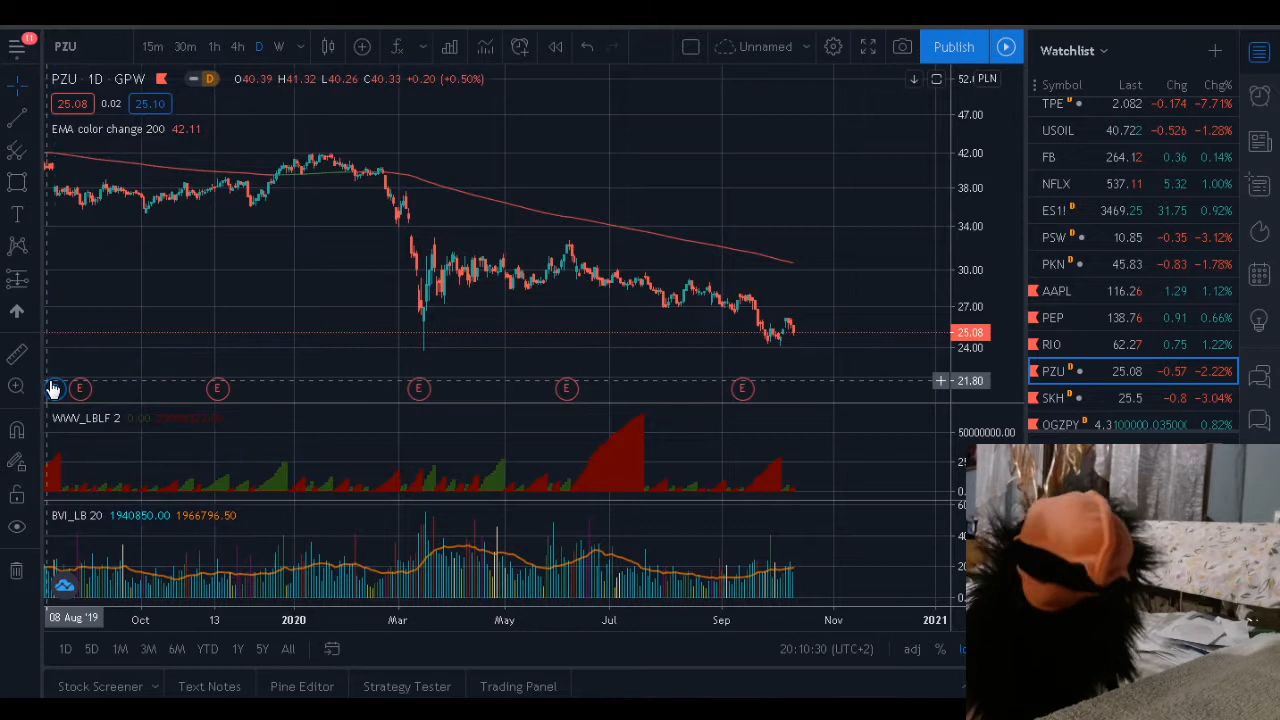 11
PZU 15m 30m 1h 4h D W Unnamed Publish
PZU · 1D · GPW D O40.39 H41.32 L40.26 C40.33 +0.20 (+0.50%)
25.08 0.02 25.10
EMA color change 200 42.11
PLN
47.00
42.00
38.00
34.00
30.00
27.00
25.08
24.00
21.80
E E E E E
WWV_LBLF 2 0.00
50000000.00
BVI_LB 20 1940850.00 1966796.50
08 Aug '19 Oct 13 2020 Mar May Jul Sep Nov 2021
1D 5D 1M 3M 6M YTD 1Y 5Y All 20:10:30 (UTC+2) adj %
Stock Screener Text Notes Pine Editor Strategy Tester Trading Panel
Watchlist
Symbol Last Chg Chg%
TPE D 2.082 −0.174 −7.71%
USOIL 40.722 −0.526 −1.28%
FB 264.12 0.36 0.14%
NFLX 537.11 5.32 1.00%
ES1! D 3469.25 31.75 0.92%
PSW D 10.85 −0.35 −3.12%
PKN D 45.83 −0.83 −1.78%
AAPL 116.26 1.29 1.12%
PEP 138.76 0.91 0.66%
RIO 62.27 0.75 1.22%
PZU D 25.08 −0.57 −2.22%
SKH D 25.5 −0.8 −3.04%
OGZPY D 0.82%